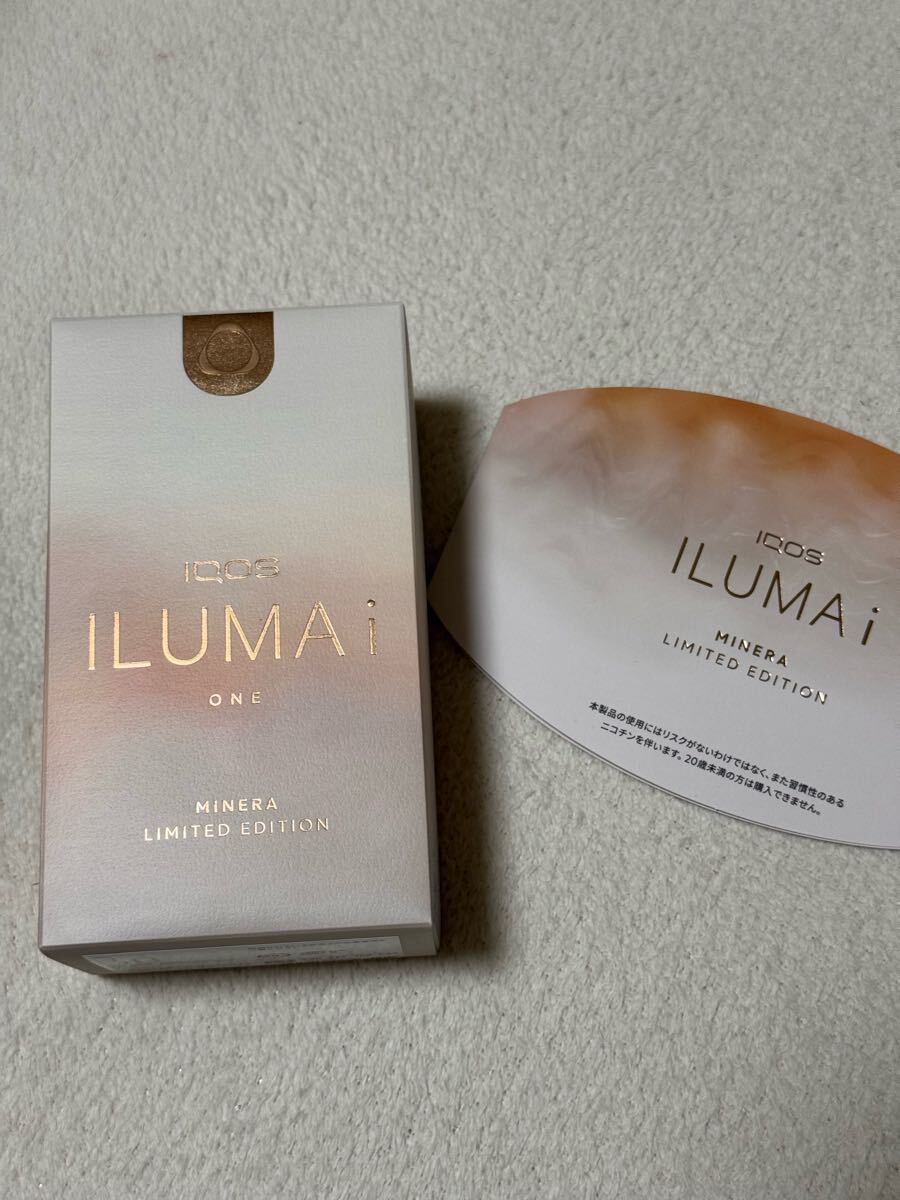 IQOS
ILUMA i
ONE
MINERA
LIMITED EDITION
IQOS
ILUMA i
MINERA
LIMITED EDITION
本製品の使用にはリスクがないわけではなく、また習慣性のある
ニコチンを伴います。20歳未満の方は購入できません。